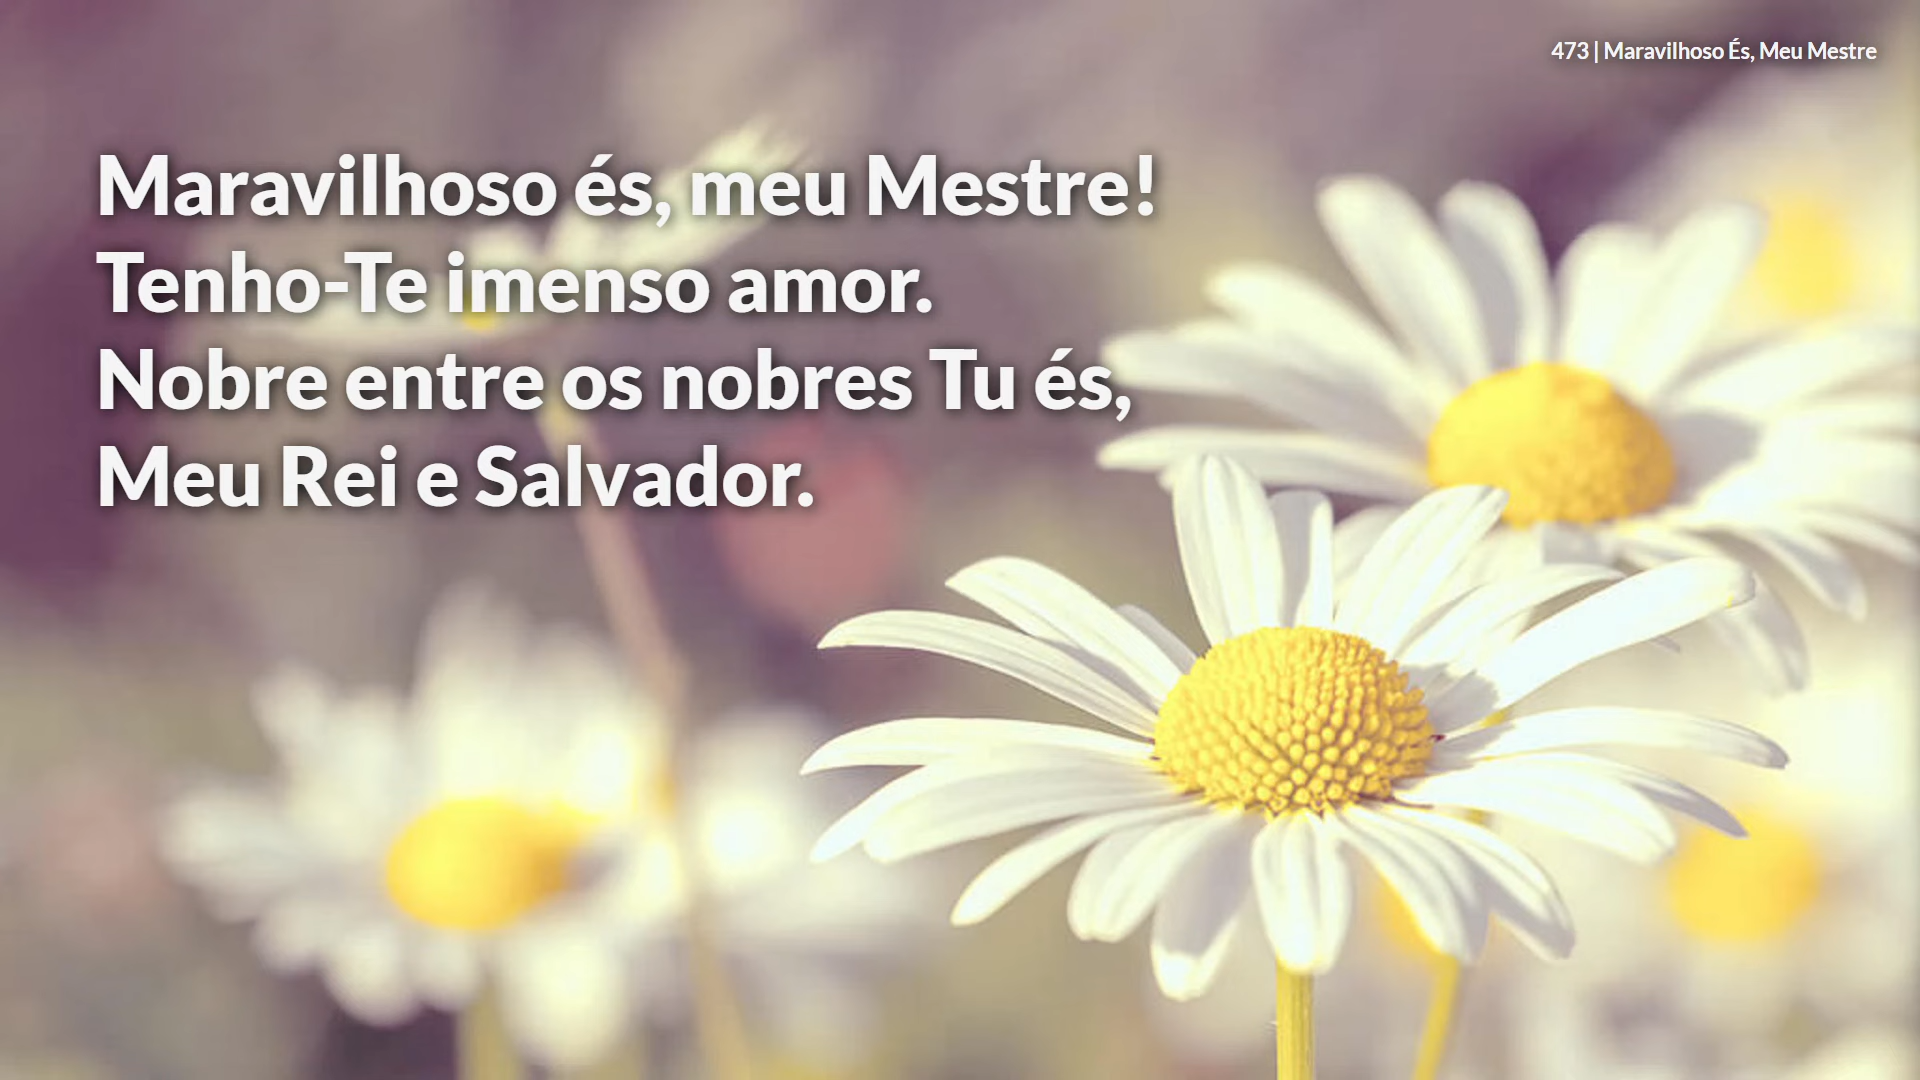 473 | Maravilhoso És, Meu Mestre
Maravilhoso és, meu Mestre!
Tenho-Te imenso amor.
Nobre entre os nobres Tu és,
Meu Rei e Salvador.